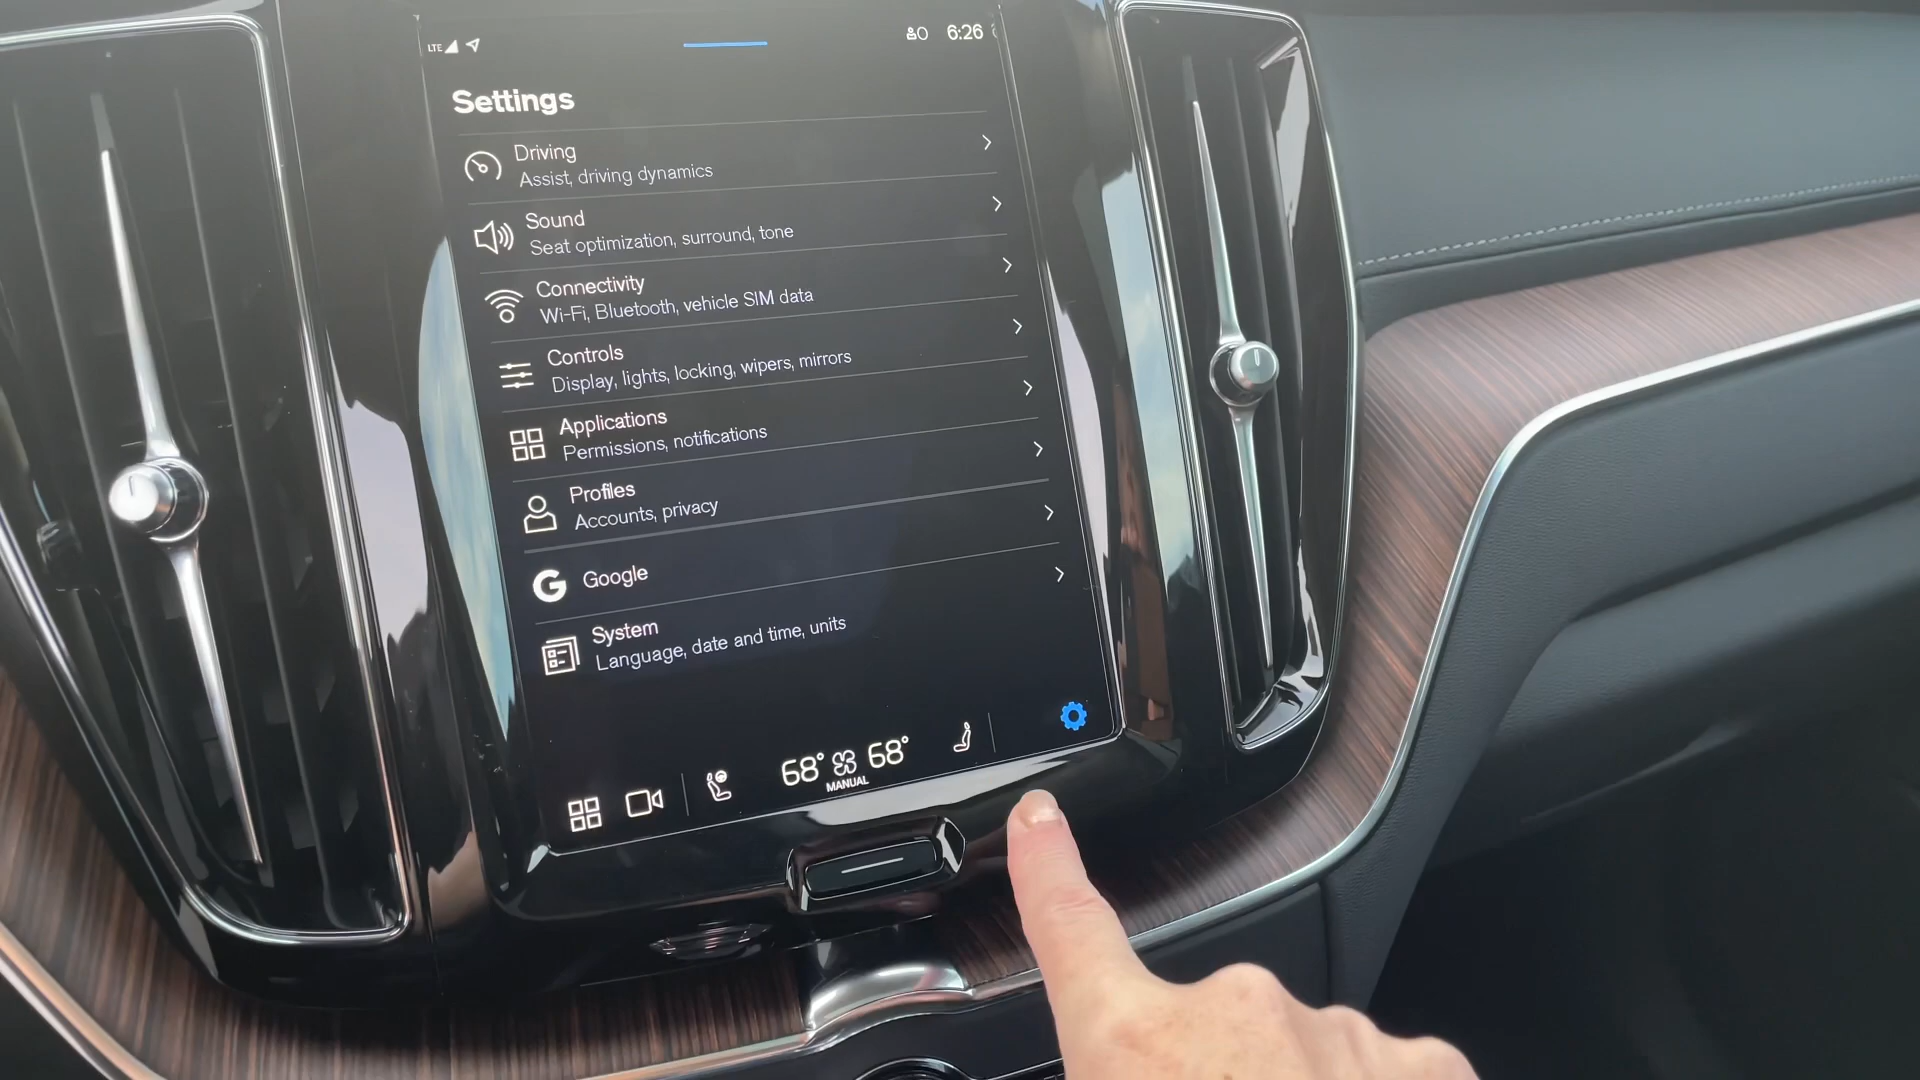 LTE
6:26
Settings
Driving
Assist, driving dynamics
Sound
Seat optimization, surround, tone
Connectivity
Wi-Fi, Bluetooth, vehicle SIM data
Controls
Display, lights, locking, wipers, mirrors
Applications
Permissions, notifications
Profiles
Accounts, privacy
Google
System
Language, date and time, units
68° 68°
MANUAL